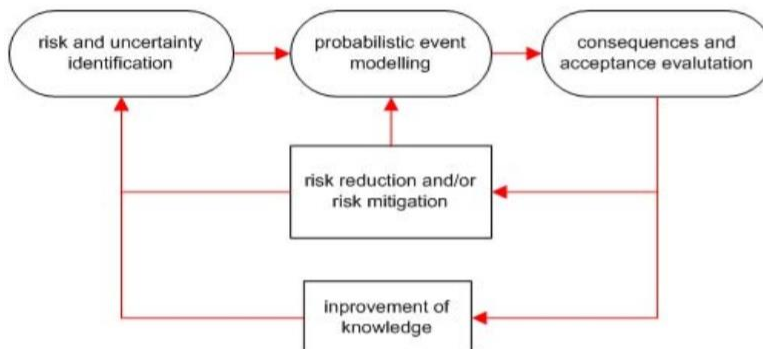 risk and uncertainty
identification
probabilistic event
modelling
consequences and
acceptance evalutation
risk reduction and/or
risk mitigation
inprovement of
knowledge